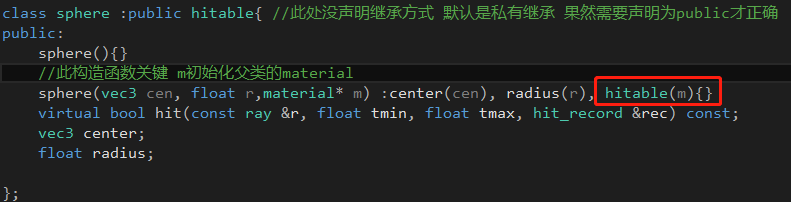 class sphere :public hitable{ //此处没声明继承方式 默认是私有继承 果然需要声明为public才正确
public:
    sphere(){}
    //此构造函数关键 m初始化父类的material
    sphere(vec3 cen, float r,material* m) :center(cen), radius(r), hitable(m){}
    virtual bool hit(const ray &r, float tmin, float tmax, hit_record &rec) const;
    vec3 center;
    float radius;
};